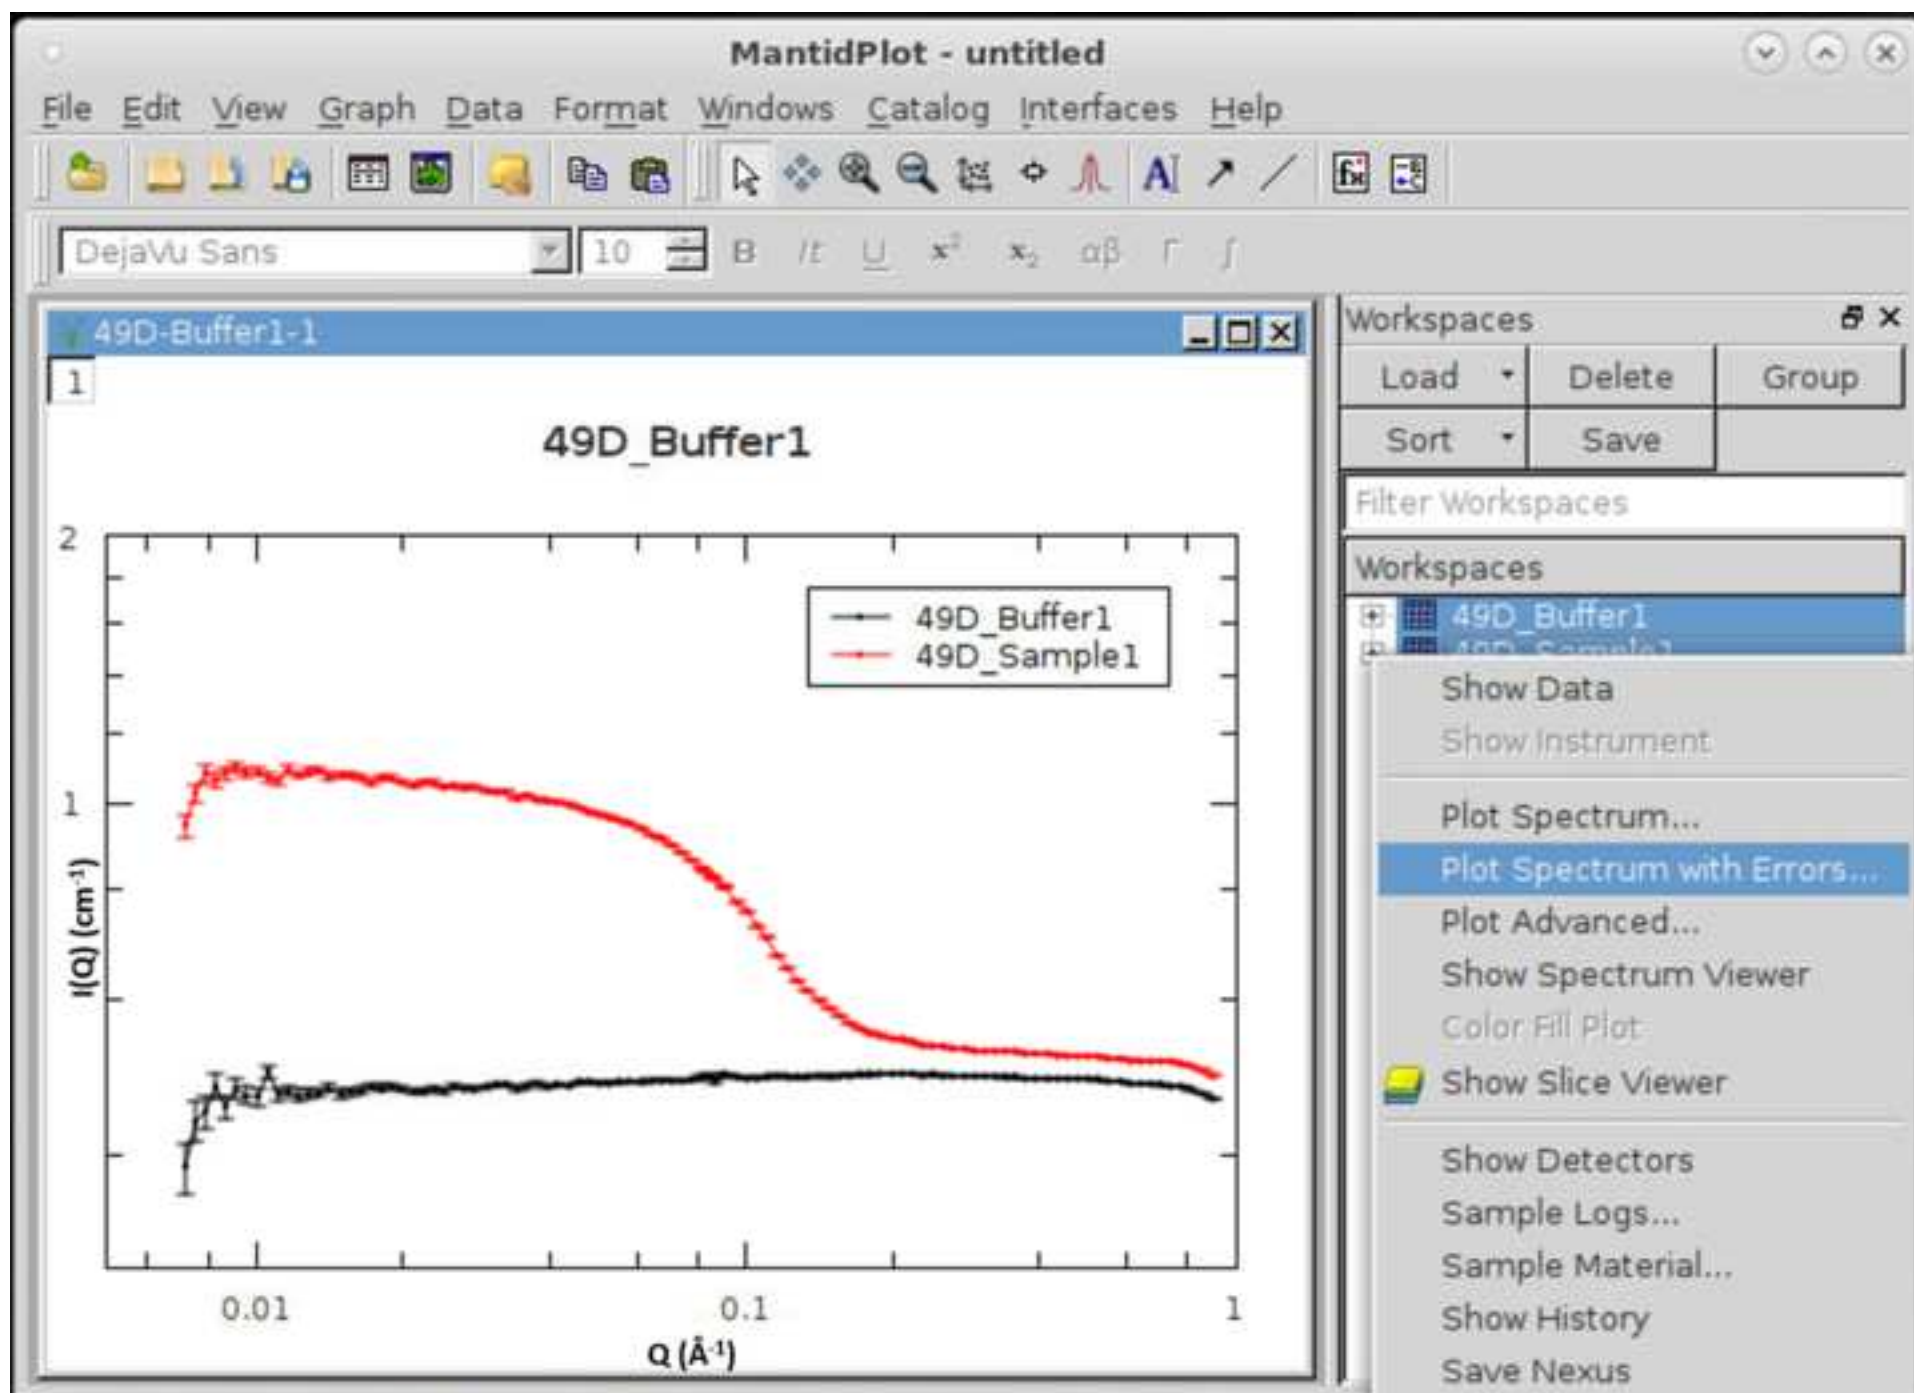 MantidPlot - untitled
File Edit View Graph Data Format Windows Catalog Interfaces Help
DejaVu Sans 10 B It U x² x₂ αβ Γ ∫
49D-Buffer1-1
1
49D_Buffer1
2
1
I(Q) (cm⁻¹)
49D_Buffer1
49D_Sample1
0.01 0.1 1
Q (Å⁻¹)
Workspaces
Load Delete Group
Sort Save
Filter Workspaces
Workspaces
49D_Buffer1
49D_Sample1
Show Data
Show Instrument
Plot Spectrum...
Plot Spectrum with Errors...
Plot Advanced...
Show Spectrum Viewer
Color Fill Plot
Show Slice Viewer
Show Detectors
Sample Logs...
Sample Material...
Show History
Save Nexus